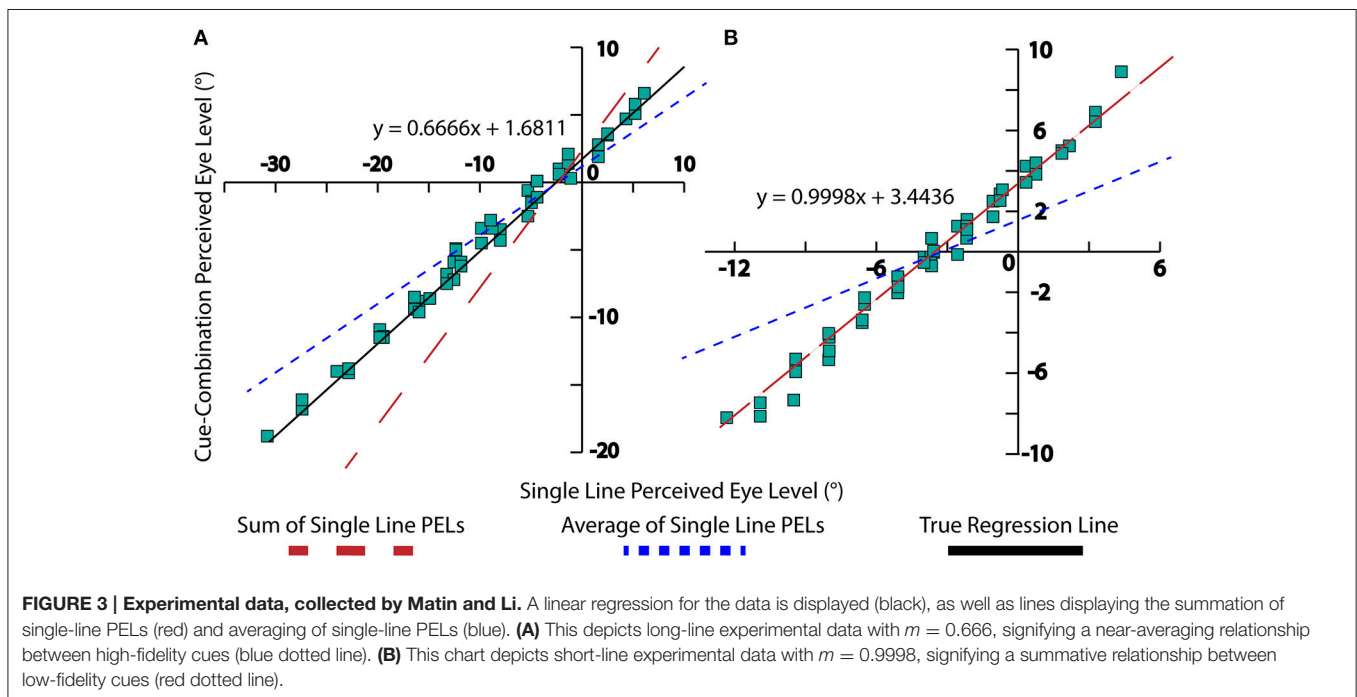 A
B
Cue-Combination Perceived Eye Level (°)
10
y = 0.6666x + 1.6811
-30
-20
-10
0
10
-10
-20
10
6
y = 0.9998x + 3.4436
2
-12
-6
0
6
-2
-6
-10
Single Line Perceived Eye Level (°)
Sum of Single Line PELs
Average of Single Line PELs
True Regression Line
FIGURE 3 | Experimental data, collected by Matin and Li. A linear regression for the data is displayed (black), as well as lines displaying the summation of
single-line PELs (red) and averaging of single-line PELs (blue). (A) This depicts long-line experimental data with m = 0.666, signifying a near-averaging relationship
between high-fidelity cues (blue dotted line). (B) This chart depicts short-line experimental data with m = 0.9998, signifying a summative relationship between
low-fidelity cues (red dotted line).